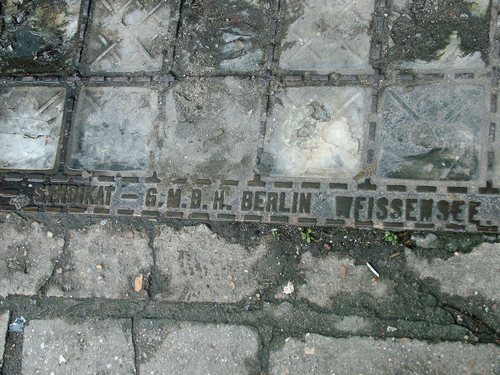 SYNDIKAT — G.M.B.H. BERLIN WEISSENSEE.